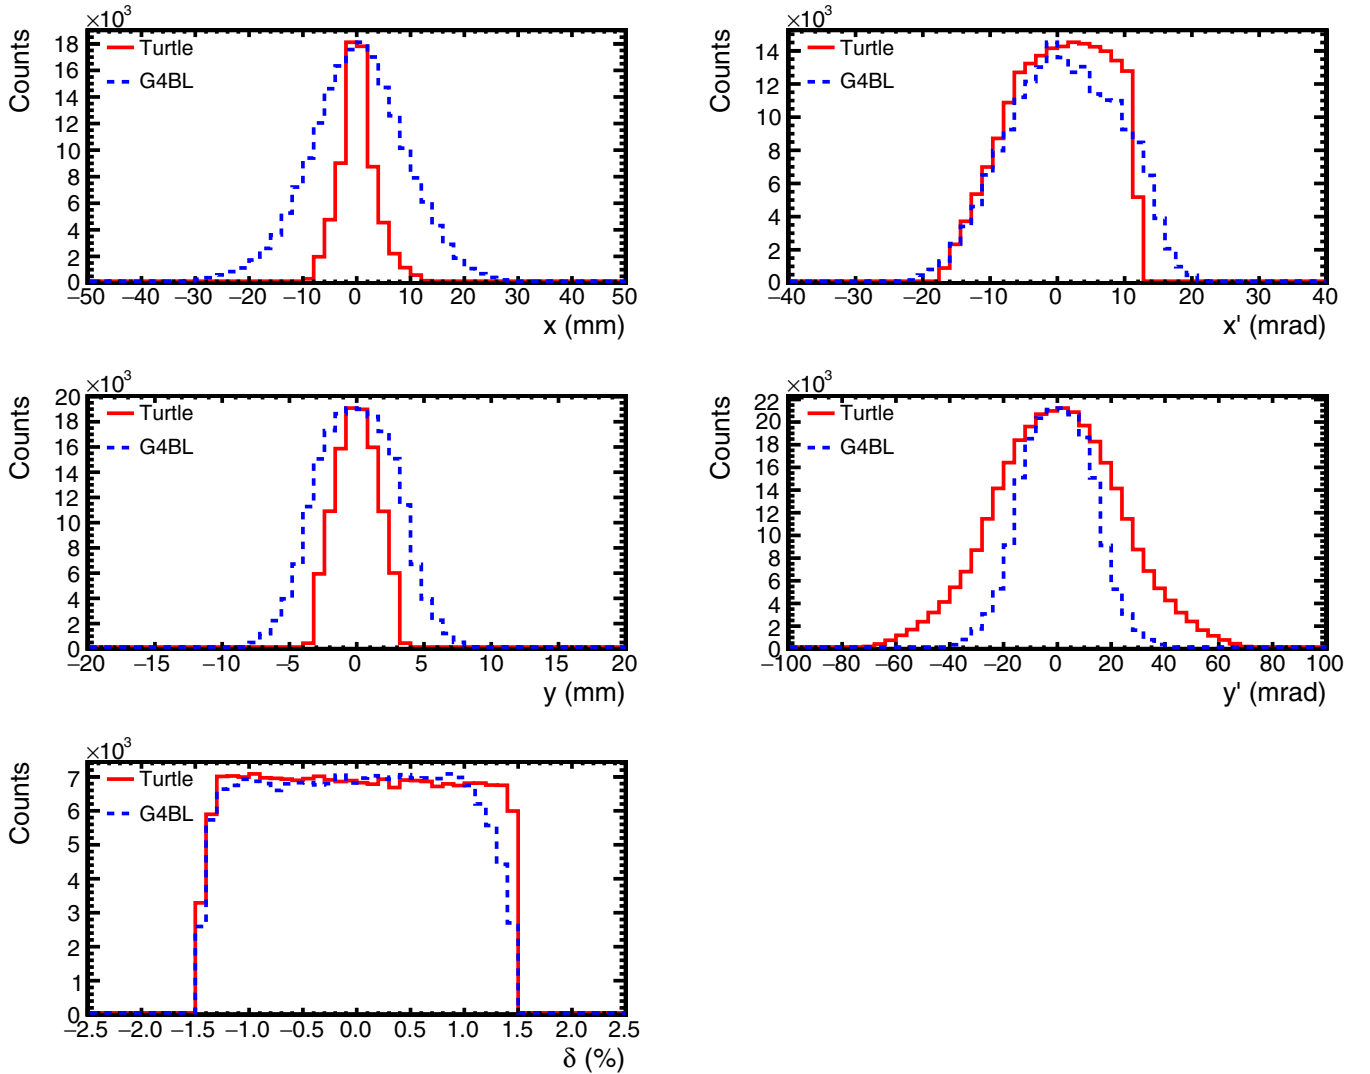 ×10³
Counts
18
16
14
12
10
8
6
4
2
0
Turtle
G4BL
−50 −40 −30 −20 −10 0 10 20 30 40 50
x (mm)
×10³
Counts
14
12
10
8
6
4
2
0
Turtle
G4BL
−40 −30 −20 −10 0 10 20 30 40
x' (mrad)
×10³
Counts
20
18
16
14
12
10
8
6
4
2
0
Turtle
G4BL
−20 −15 −10 −5 0 5 10 15 20
y (mm)
×10³
Counts
22
20
18
16
14
12
10
8
6
4
2
0
Turtle
G4BL
−100 −80 −60 −40 −20 0 20 40 60 80 100
y' (mrad)
×10³
Counts
7
6
5
4
3
2
1
0
Turtle
G4BL
−2.5 −2.0 −1.5 −1.0 −0.5 0.0 0.5 1.0 1.5 2.0 2.5
δ (%)